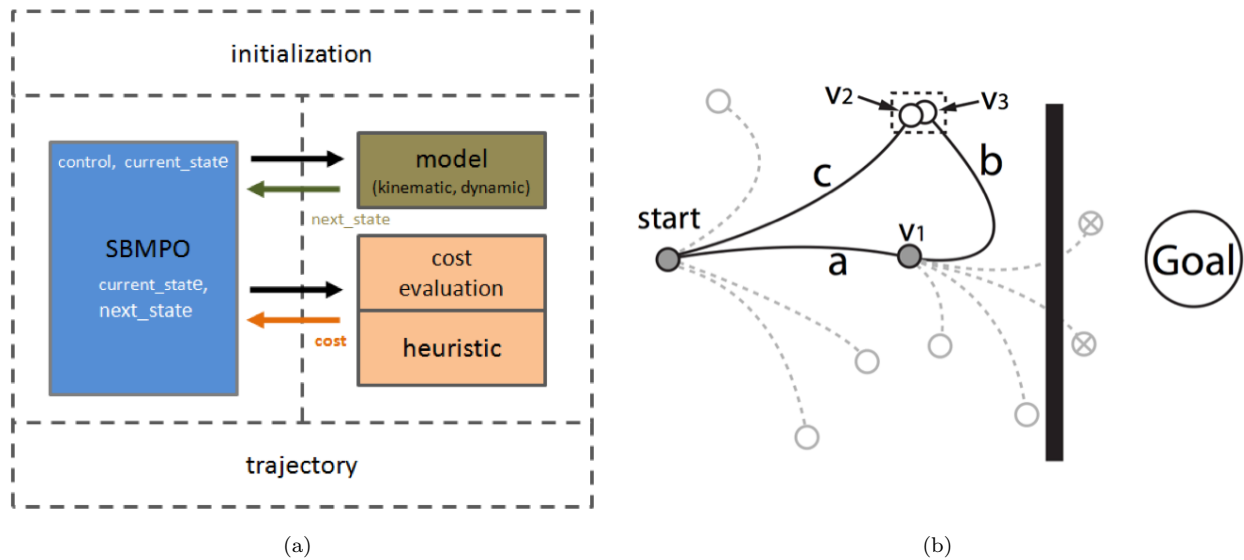 initialization
control, current_state
SBMPO
current_state,
next_state
model
(kinematic, dynamic)
next_state
cost
evaluation
cost
heuristic
trajectory
(a)
v2
v3
c
b
start
v1
a
Goal
(b)